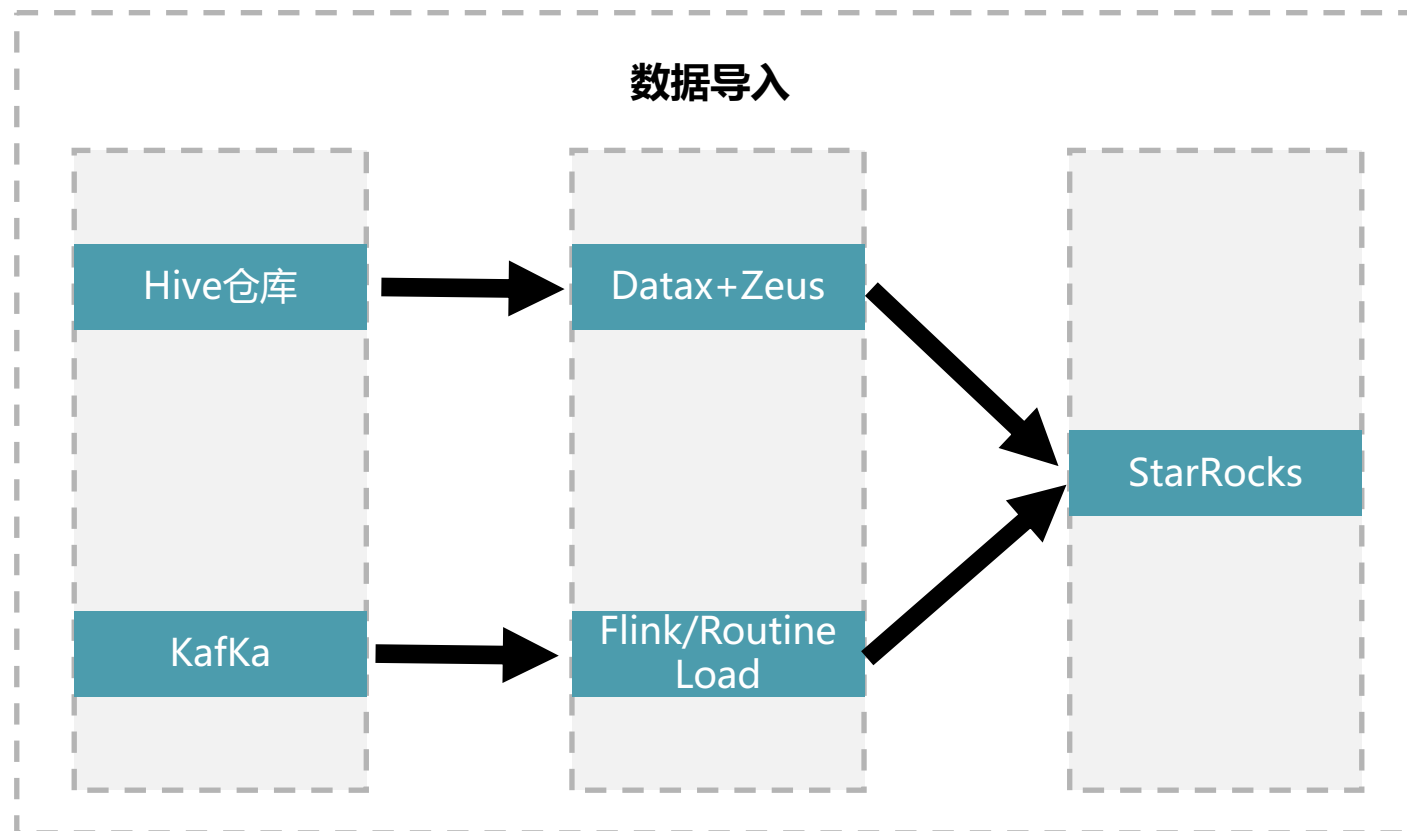 数据导入
Hive仓库
Datax+Zeus
StarRocks
KafKa
Flink/Routine
Load